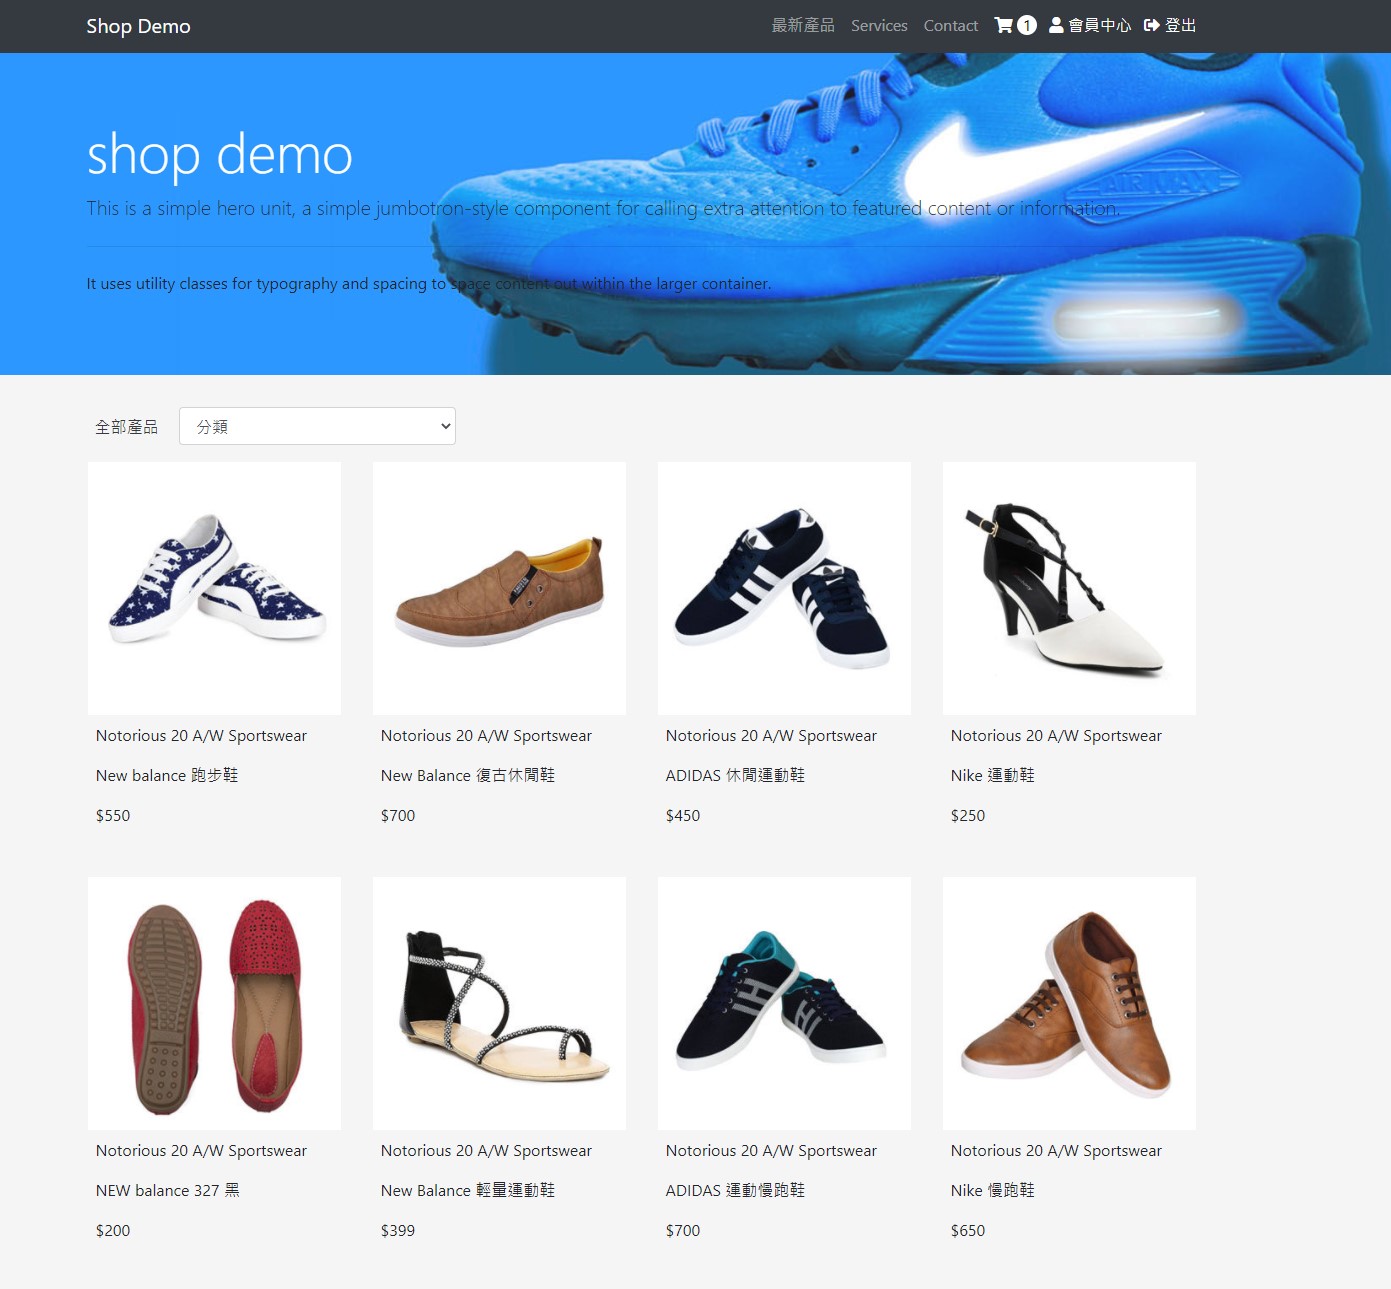 Shop Demo
最新產品 Services Contact 1 會員中心 登出
shop demo
AIR MAX
This is a simple hero unit, a simple jumbotron-style component for calling extra attention to featured content or information.
It uses utility classes for typography and spacing to space content out within the larger container.
全部產品 分類
Notorious 20 A/W Sportswear
New balance 跑步鞋
$550
Notorious 20 A/W Sportswear
New Balance 復古休閒鞋
$700
Notorious 20 A/W Sportswear
ADIDAS 休閒運動鞋
$450
Notorious 20 A/W Sportswear
Nike 運動鞋
$250
Notorious 20 A/W Sportswear
NEW balance 327 黑
$200
Notorious 20 A/W Sportswear
New Balance 輕量運動鞋
$399
Notorious 20 A/W Sportswear
ADIDAS 運動慢跑鞋
$700
Notorious 20 A/W Sportswear
Nike 慢跑鞋
$650